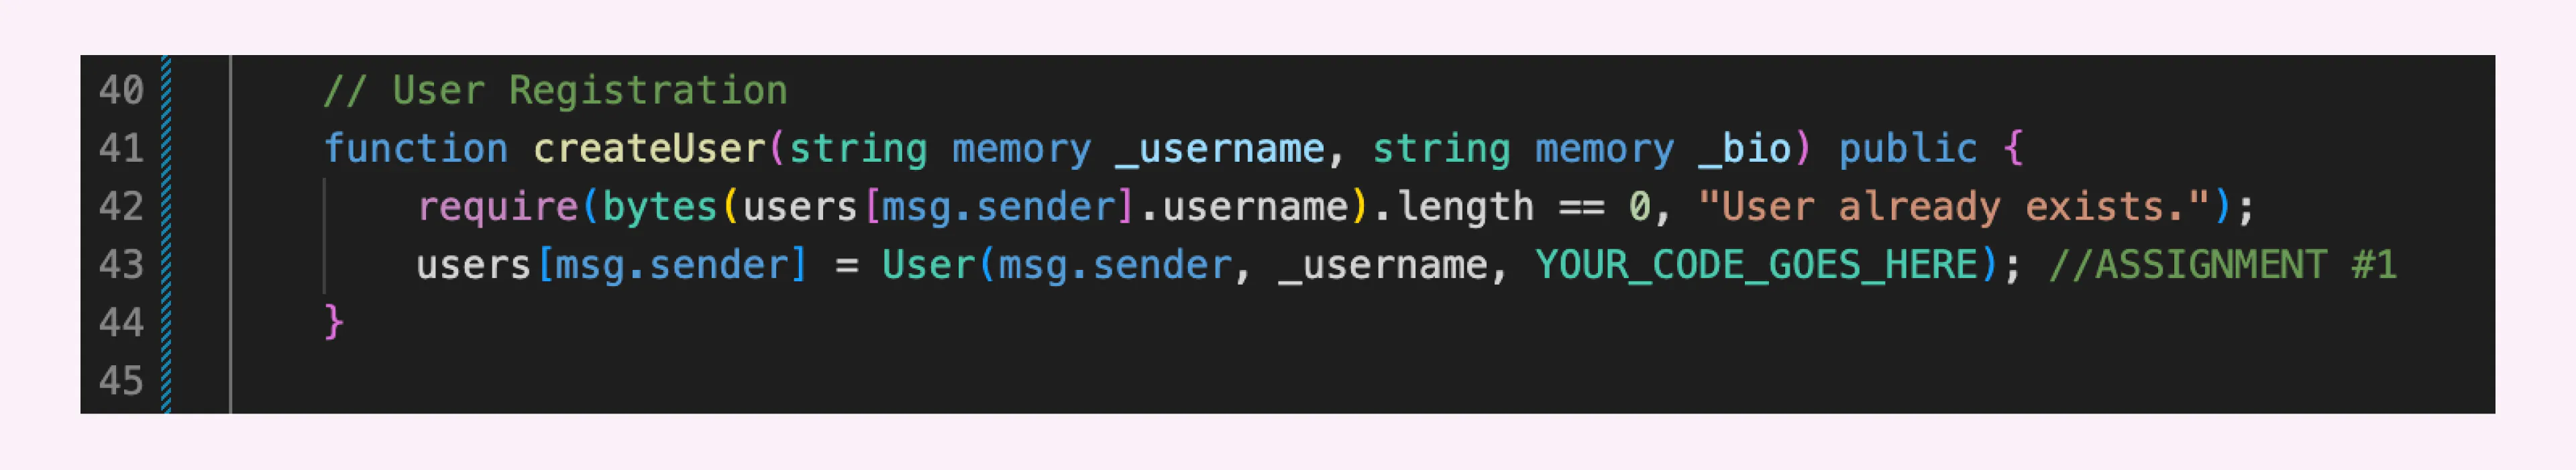 40 // User Registration
41 function createUser(string memory _username, string memory _bio) public {
42 require(bytes(users[msg.sender].username).length == 0, "User already exists.");
43 users[msg.sender] = User(msg.sender, _username, YOUR_CODE_GOES_HERE); //ASSIGNMENT #1
44 }
45